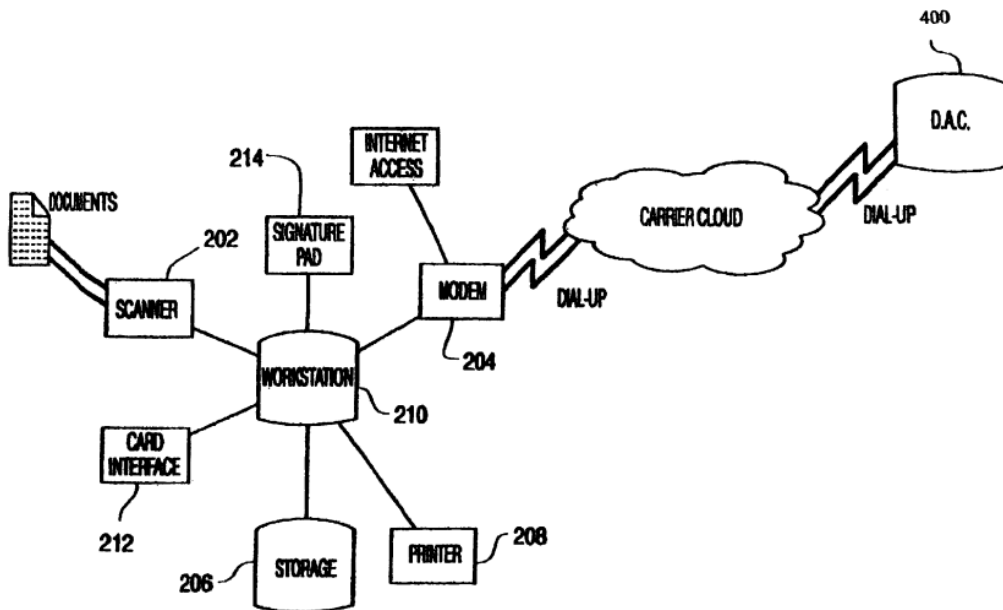 400
D.A.C.
INTERNET
ACCESS
214
DOCUMENTS
202
SIGNATURE
PAD
CARRIER CLOUD
DIAL-UP
SCANNER
MODEM
DIAL-UP
204
WORKSTATION
210
CARD
INTERFACE
212
206
STORAGE
PRINTER
208